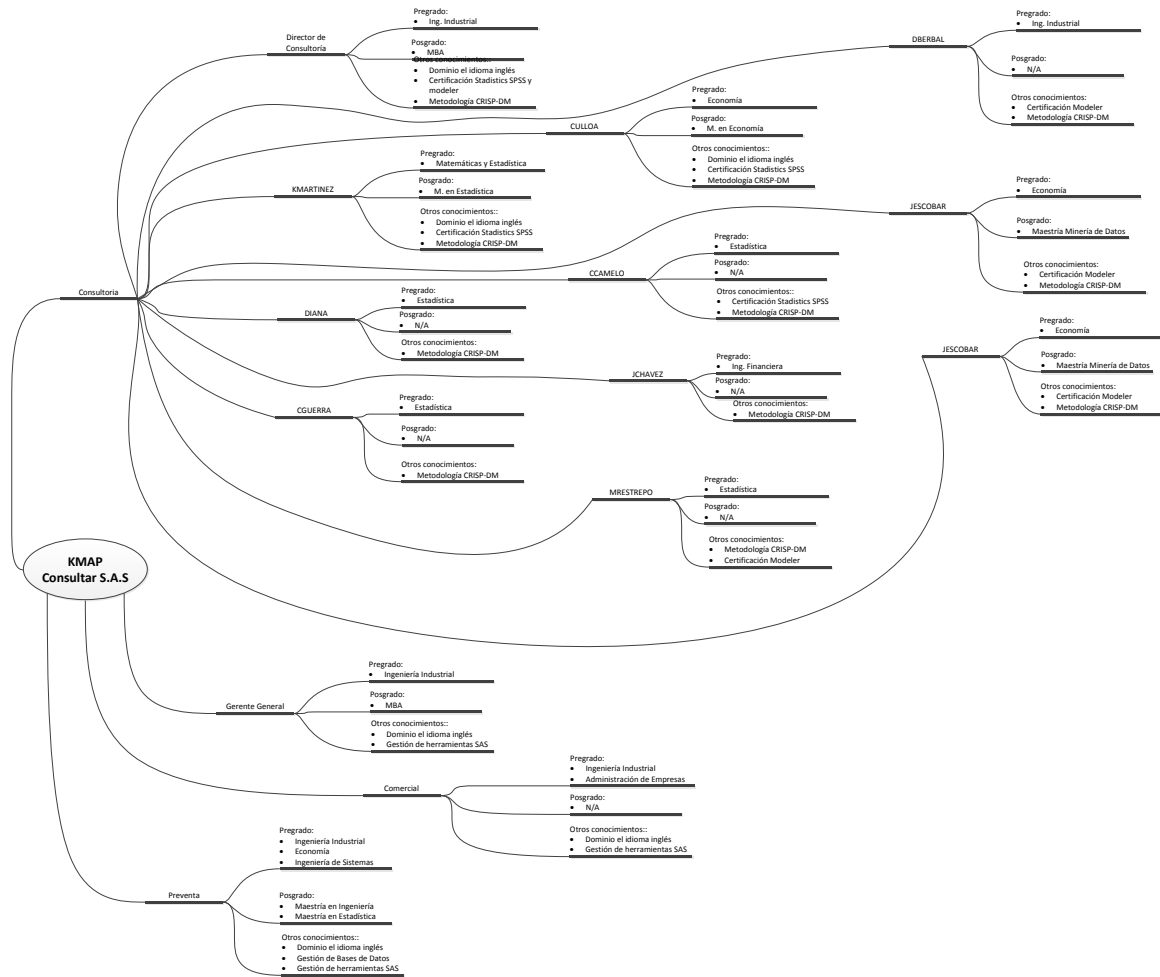 Director de
Consultoría
Pregrado:
• Ing. Industrial
Posgrado:
• MBA
Otros conocimientos::
• Dominio el idioma inglés
• Certificación Stadistics SPSS y
modeler
• Metodología CRISP-DM
DBERBAL
Pregrado:
• Ing. Industrial
Posgrado:
• N/A
Otros conocimientos:
• Certificación Modeler
• Metodología CRISP-DM
CULLOA
Pregrado:
• Economía
Posgrado:
• M. en Economía
Otros conocimientos::
• Dominio el idioma inglés
• Certificación Stadistics SPSS
• Metodología CRISP-DM
KMARTINEZ
Pregrado:
• Matemáticas y Estadística
Posgrado:
• M. en Estadística
Otros conocimientos::
• Dominio el idioma inglés
• Certificación Stadistics SPSS
• Metodología CRISP-DM
JESCOBAR
Pregrado:
• Economía
Posgrado:
• Maestría Minería de Datos
Otros conocimientos:
• Certificación Modeler
• Metodología CRISP-DM
CCAMELO
Pregrado:
• Estadística
Posgrado:
• N/A
Otros conocimientos::
• Certificación Stadistics SPSS
• Metodología CRISP-DM
Consultoria
DIANA
Pregrado:
• Estadística
Posgrado:
• N/A
Otros conocimientos:
• Metodología CRISP-DM
JESCOBAR
Pregrado:
• Economía
Posgrado:
• Maestría Minería de Datos
Otros conocimientos:
• Certificación Modeler
• Metodología CRISP-DM
JCHAVEZ
Pregrado:
• Ing. Financiera
Posgrado:
• N/A
Otros conocimientos:
• Metodología CRISP-DM
CGUERRA
Pregrado:
• Estadística
Posgrado:
• N/A
Otros conocimientos:
• Metodología CRISP-DM
MRESTREPO
Pregrado:
• Estadística
Posgrado:
• N/A
Otros conocimientos:
• Metodología CRISP-DM
• Certificación Modeler
KMAP
Consultar S.A.S
Gerente General
Pregrado:
• Ingeniería Industrial
Posgrado:
• MBA
Otros conocimientos::
• Dominio el idioma inglés
• Gestión de herramientas SAS
Comercial
Pregrado:
• Ingeniería Industrial
• Administración de Empresas
Posgrado:
• N/A
Otros conocimientos::
• Dominio el idioma inglés
• Gestión de herramientas SAS
Preventa
Pregrado:
• Ingeniería Industrial
• Economía
• Ingeniería de Sistemas
Posgrado:
• Maestría en Ingeniería
• Maestría en Estadística
Otros conocimientos::
• Dominio el idioma inglés
• Gestión de Bases de Datos
• Gestión de herramientas SAS